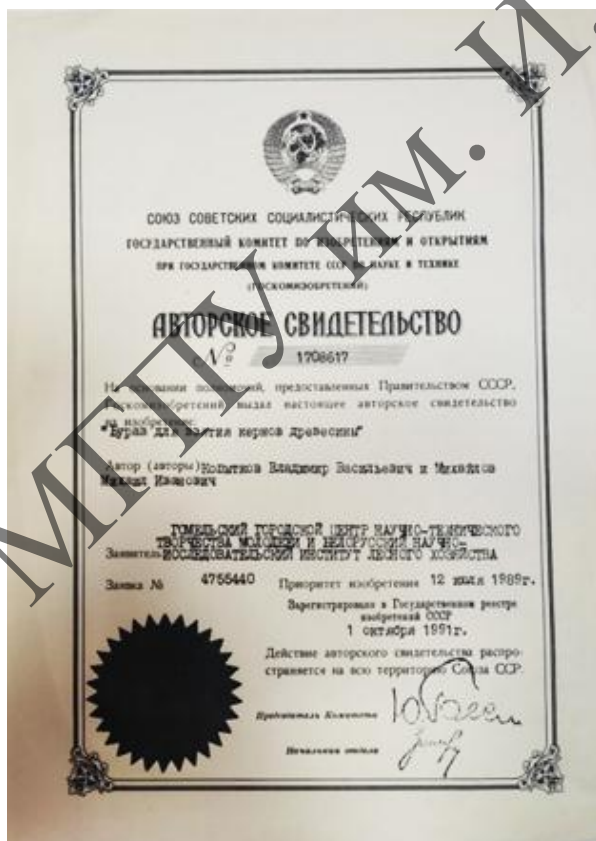 СОЮЗ СОВЕТСКИХ СОЦИАЛИСТИЧЕСКИХ РЕСПУБЛИК
ГОСУДАРСТВЕННЫЙ КОМИТЕТ ПО ИЗОБРЕТЕНИЯМ И ОТКРЫТИЯМ
ПРИ ГОСУДАРСТВЕННОМ КОМИТЕТЕ СССР ПО НАУКЕ И ТЕХНИКЕ
(ГОСКОМИЗОБРЕТЕНИЙ)
АВТОРСКОЕ СВИДЕТЕЛЬСТВО
№ 1708617
На основании полномочий, предоставленных Правительством СССР,
Госкомизобретений выдал настоящее авторское свидетельство
на изобретение:
"Бурав для взятия кернов древесины"
Автор (авторы) Копытков Владимир Васильевич и Михайлов
Михаил Иванович
ГОМЕЛЬСКИЙ ГОРОДСКОЙ ЦЕНТР НАУЧНО-ТЕХНИЧЕСКОГО
ТВОРЧЕСТВА МОЛОДЕЖИ И БЕЛОРУССКИЙ НАУЧНО-
Заявитель ИССЛЕДОВАТЕЛЬСКИЙ ИНСТИТУТ ЛЕСНОГО ХОЗЯЙСТВА
Заявка № 4755440 Приоритет изобретения 12 июля 1989г.
Зарегистрировано в Государственном реестре
изобретений СССР
1 октября 1991г.
Действие авторского свидетельства распро-
страняется на всю территорию Союза ССР.
Председатель Комитета
Начальник отдела
МГПУ ИМ. И.